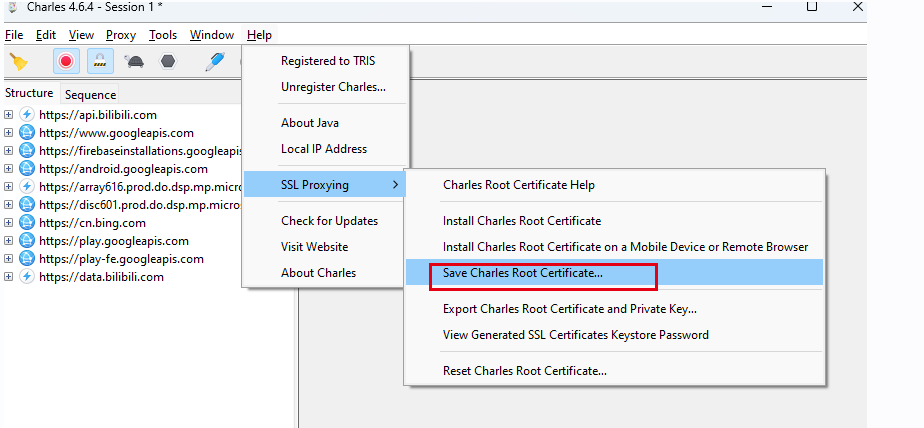 Charles 4.6.4 - Session 1 *
File Edit View Proxy Tools Window Help
Structure Sequence
https://api.bilibili.com
https://www.googleapis.com
https://firebaseinstallations.googleapis
https://android.googleapis.com
https://array616.prod.do.dsp.mp.micro
https://disc601.prod.do.dsp.mp.micros
https://cn.bing.com
https://play.googleapis.com
https://play-fe.googleapis.com
https://data.bilibili.com
Registered to TRIS
Unregister Charles...
About Java
Local IP Address
SSL Proxying
Check for Updates
Visit Website
About Charles
Charles Root Certificate Help
Install Charles Root Certificate
Install Charles Root Certificate on a Mobile Device or Remote Browser
Save Charles Root Certificate...
Export Charles Root Certificate and Private Key...
View Generated SSL Certificates Keystore Password
Reset Charles Root Certificate...